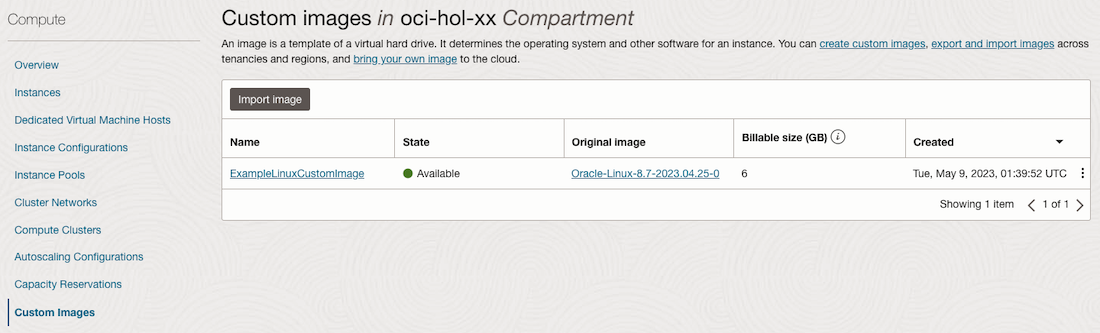 Compute
Overview
Instances
Dedicated Virtual Machine Hosts
Instance Configurations
Instance Pools
Cluster Networks
Compute Clusters
Autoscaling Configurations
Capacity Reservations
Custom Images
Custom images in oci-hol-xx Compartment
An image is a template of a virtual hard drive. It determines the operating system and other software for an instance. You can create custom images, export and import images across
tenancies and regions, and bring your own image to the cloud.
Import image
Name State Original image Billable size (GB) i Created
ExampleLinuxCustomImage Available Oracle-Linux-8.7-2023.04.25-0 6 Tue, May 9, 2023, 01:39:52 UTC
Showing 1 item 1 of 1